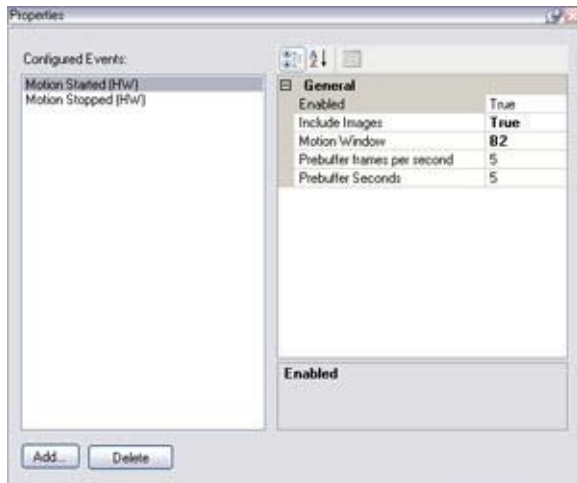 Properties
Configured Events:
Motion Started (HW)
Motion Stopped (HW)
General
Enabled True
Include Images True
Motion Window B2
Prebuffer frames per second 5
Prebuffer Seconds 5
Enabled
Add... Delete